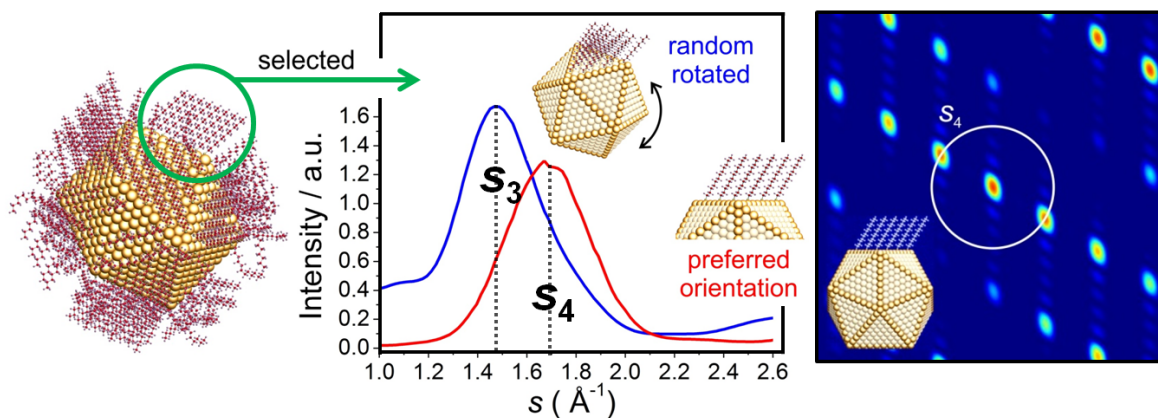 selected
random
rotated
preferred
orientation
s₃
s₄
Intensity / a.u.
1.6
1.4
1.2
1.0
0.8
0.6
0.4
0.2
0.0
1.0 1.2 1.4 1.6 1.8 2.0 2.2 2.4 2.6
s ( Å⁻¹)
s₄